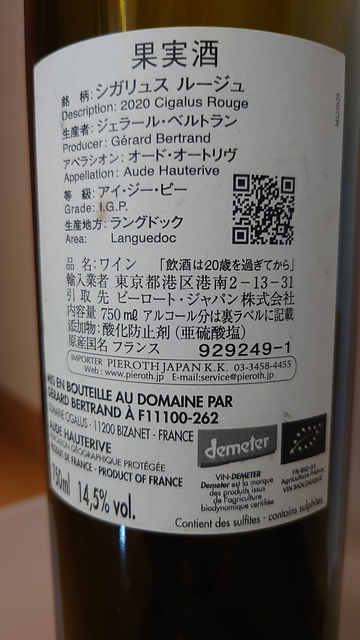 果実酒
銘　柄：シガリュス ルージュ
Description: 2020 Cigalus Rouge
生産者：ジェラール・ベルトラン
Producer: Gérard Bertrand
アペラシオン：オード・オートリヴ
Appellation: Aude Hauterive
等　級：アイ・ジー・ピー
Grade: I.G.P.
生産地方：ラングドック
Area: Languedoc
品　名：ワイン 「飲酒は20歳を過ぎてから」
輸入業者 東京都港区港南2-13-31
引 取 先 ピーロート・ジャパン株式会社
内容量 750㎖ アルコール分は裏ラベルに記載
添加物：酸化防止剤（亜硫酸塩）
原産国名 フランス 929249-1
IMPORTER PIEROTH JAPAN K.K. 03-3458-4455
Web : www.pieroth.jp E-mail:service@pieroth.jp
MIS EN BOUTEILLE AU DOMAINE PAR
GÉRARD BERTRAND À F11100-262
DOMAINE CIGALUS · 11200 BIZANET - FRANCE
AUDE HAUTERIVE
INDICATION GÉOGRAPHIQUE PROTÉGÉE
PRODUIT DE FRANCE - PRODUCT OF FRANCE
750ml 14,5% vol.
demeter
VIN-DEMETER
Demeter est la marque
des produits issus
de l'agriculture
biodynamique certifiée
FR-BIO-01
Agriculture France
VIN BIOLOGIQUE
Contient des sulfites - contains sulphites